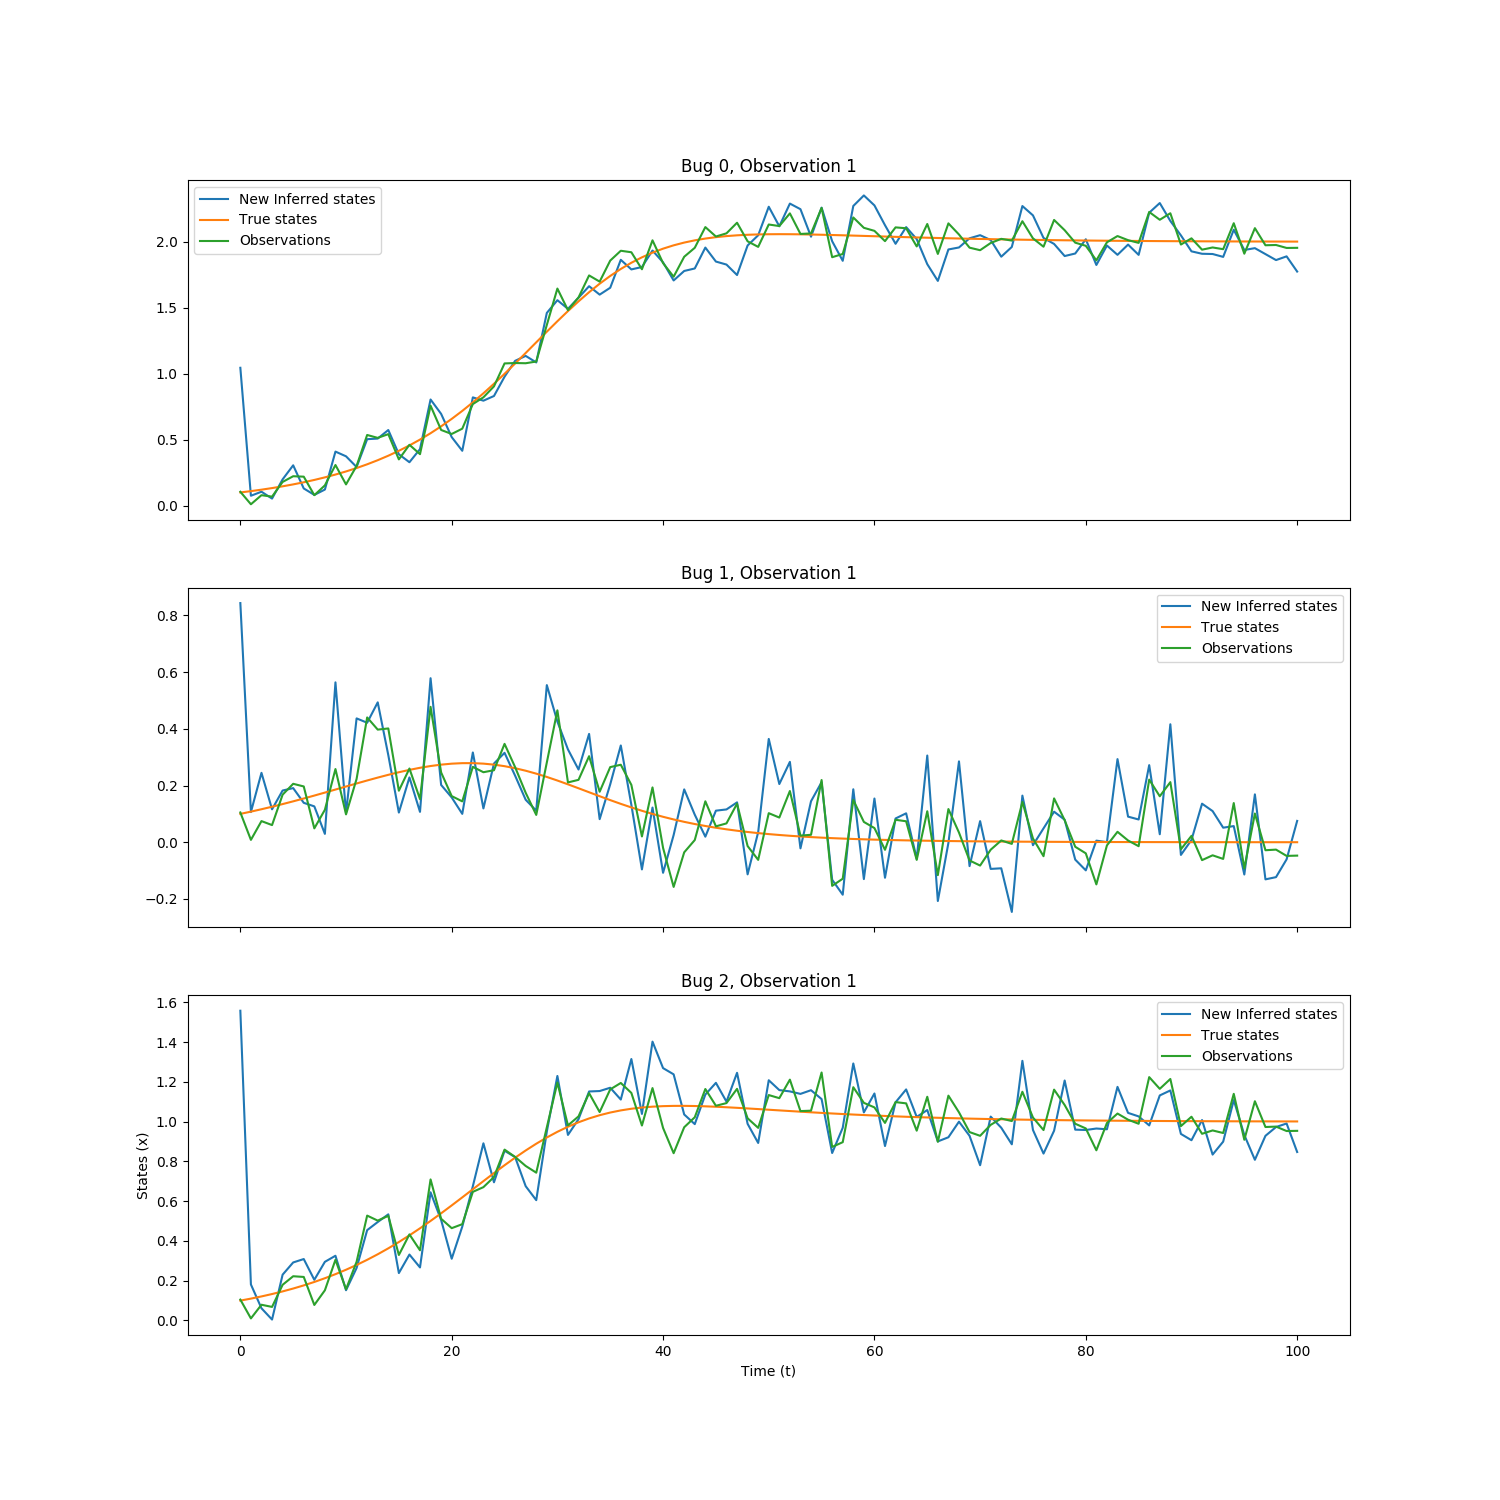 Bug 0, Observation 1
New Inferred states
True states
Observations
2.0
1.5
1.0
0.5
0.0
Bug 1, Observation 1
New Inferred states
True states
Observations
0.8
0.6
0.4
0.2
0.0
−0.2
Bug 2, Observation 1
New Inferred states
True states
Observations
1.6
1.4
1.2
1.0
0.8
0.6
0.4
0.2
0.0
States (x)
0 20 40 60 80 100
Time (t)